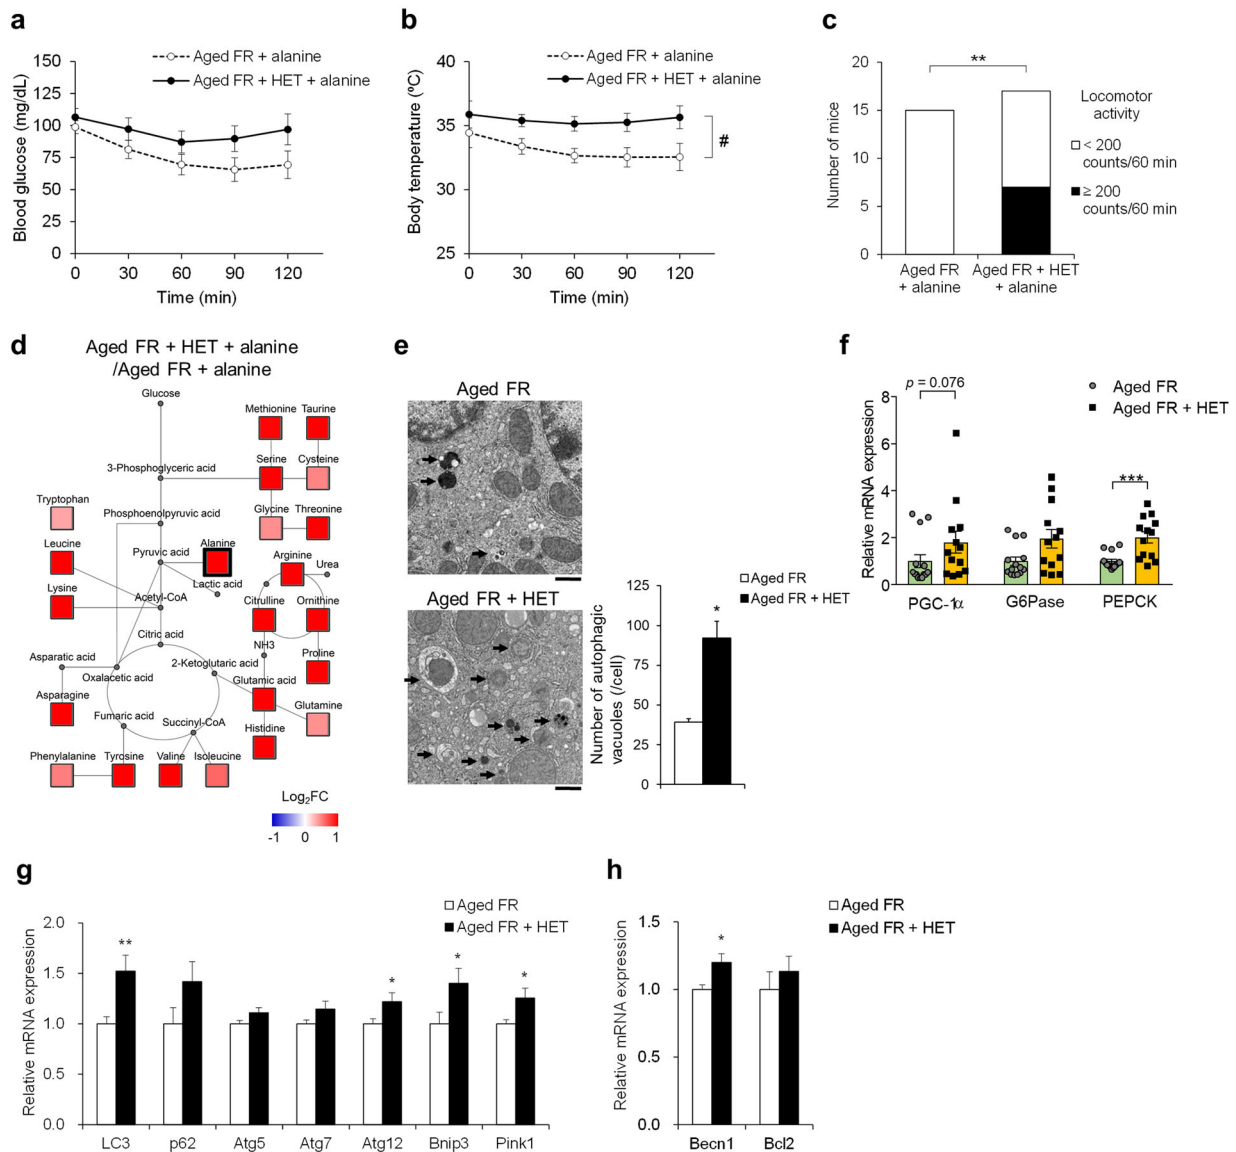 a
Aged FR + alanine
Aged FR + HET + alanine
Blood glucose (mg/dL)
150
125
100
75
50
25
0
0 30 60 90 120
Time (min)
b
Aged FR + alanine
Aged FR + HET + alanine
Body temperature (ºC)
40
35
30
25
#
0 30 60 90 120
Time (min)
c
Number of mice
20
15
10
5
0
**
Locomotor
activity
< 200
counts/60 min
≥ 200
counts/60 min
Aged FR
+ alanine
Aged FR + HET
+ alanine
d
Aged FR + HET + alanine
/Aged FR + alanine
Glucose
Methionine Taurine
3-Phosphoglyceric acid
Serine Cysteine
Tryptophan
Phosphoenolpyruvic acid
Glycine Threonine
Leucine
Pyruvic acid
Alanine
Arginine
Urea
Lysine
Lactic acid
Acetyl-CoA
Citrulline Ornithine
Citric acid
NH3
Proline
Asparatic acid
2-Ketoglutaric acid
Oxalacetic acid
Asparagine
Glutamic acid
Glutamine
Fumaric acid
Succinyl-CoA
Histidine
Phenylalanine Tyrosine Valine Isoleucine
Log2FC
-1 0 1
e
Aged FR
Aged FR + HET
Number of autophagic
vacuoles (/cell)
125
100
75
50
25
0
Aged FR
Aged FR + HET
*
f
Relative mRNA expression
8
6
4
2
0
p = 0.076
***
Aged FR
Aged FR + HET
PGC-1α G6Pase PEPCK
g
Relative mRNA expression
2.0
1.5
1.0
0.5
0.0
Aged FR
Aged FR + HET
** * * *
LC3 p62 Atg5 Atg7 Atg12 Bnip3 Pink1
h
Relative mRNA expression
1.5
1.0
0.5
0.0
Aged FR
Aged FR + HET
*
Becn1 Bcl2